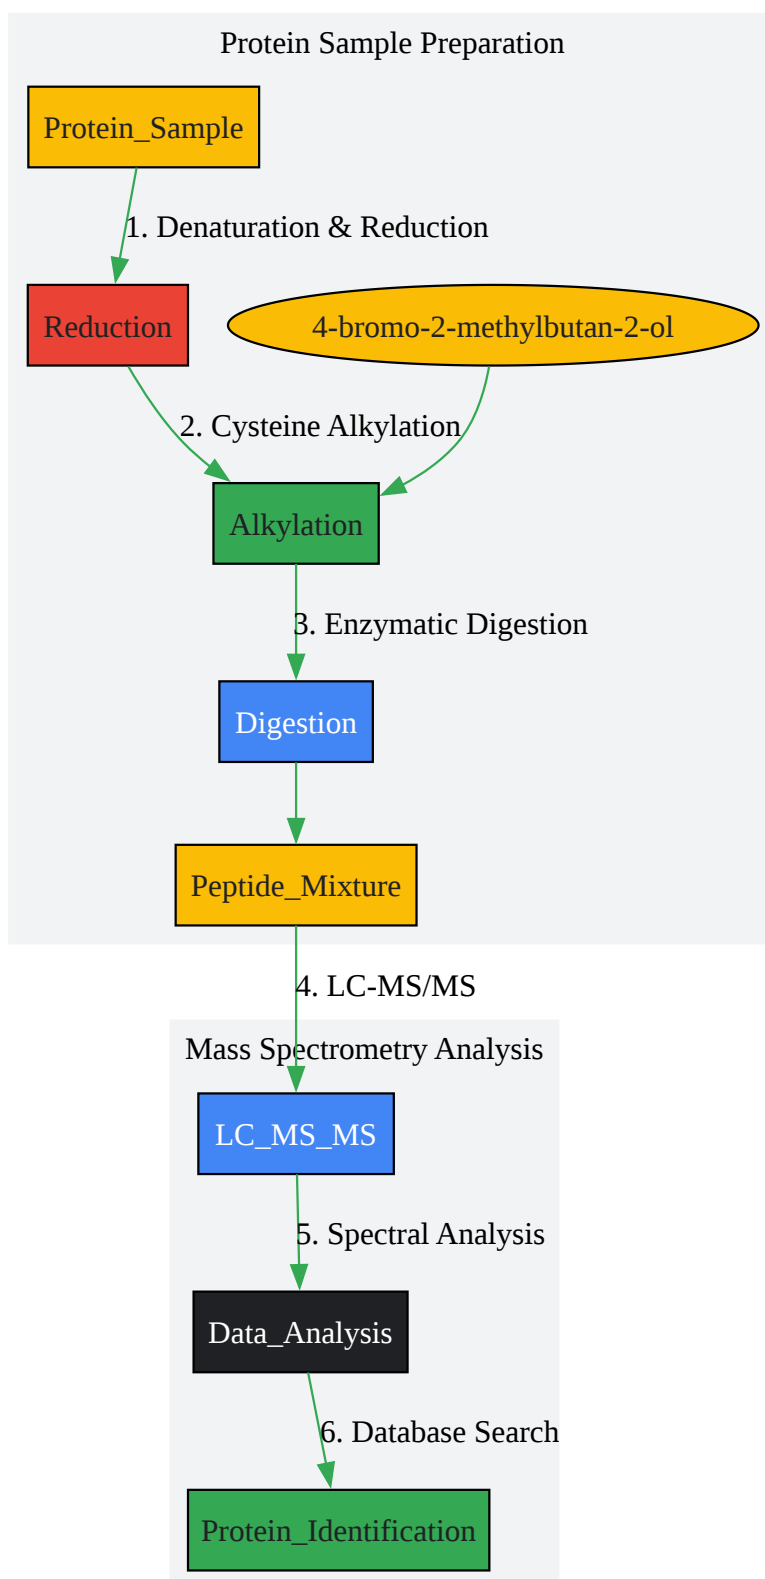 Protein Sample Preparation
Protein_Sample
1. Denaturation & Reduction
Reduction
4-bromo-2-methylbutan-2-ol
2. Cysteine Alkylation
Alkylation
3. Enzymatic Digestion
Digestion
Peptide_Mixture
4. LC-MS/MS
Mass Spectrometry Analysis
LC_MS_MS
5. Spectral Analysis
Data_Analysis
6. Database Search
Protein_Identification